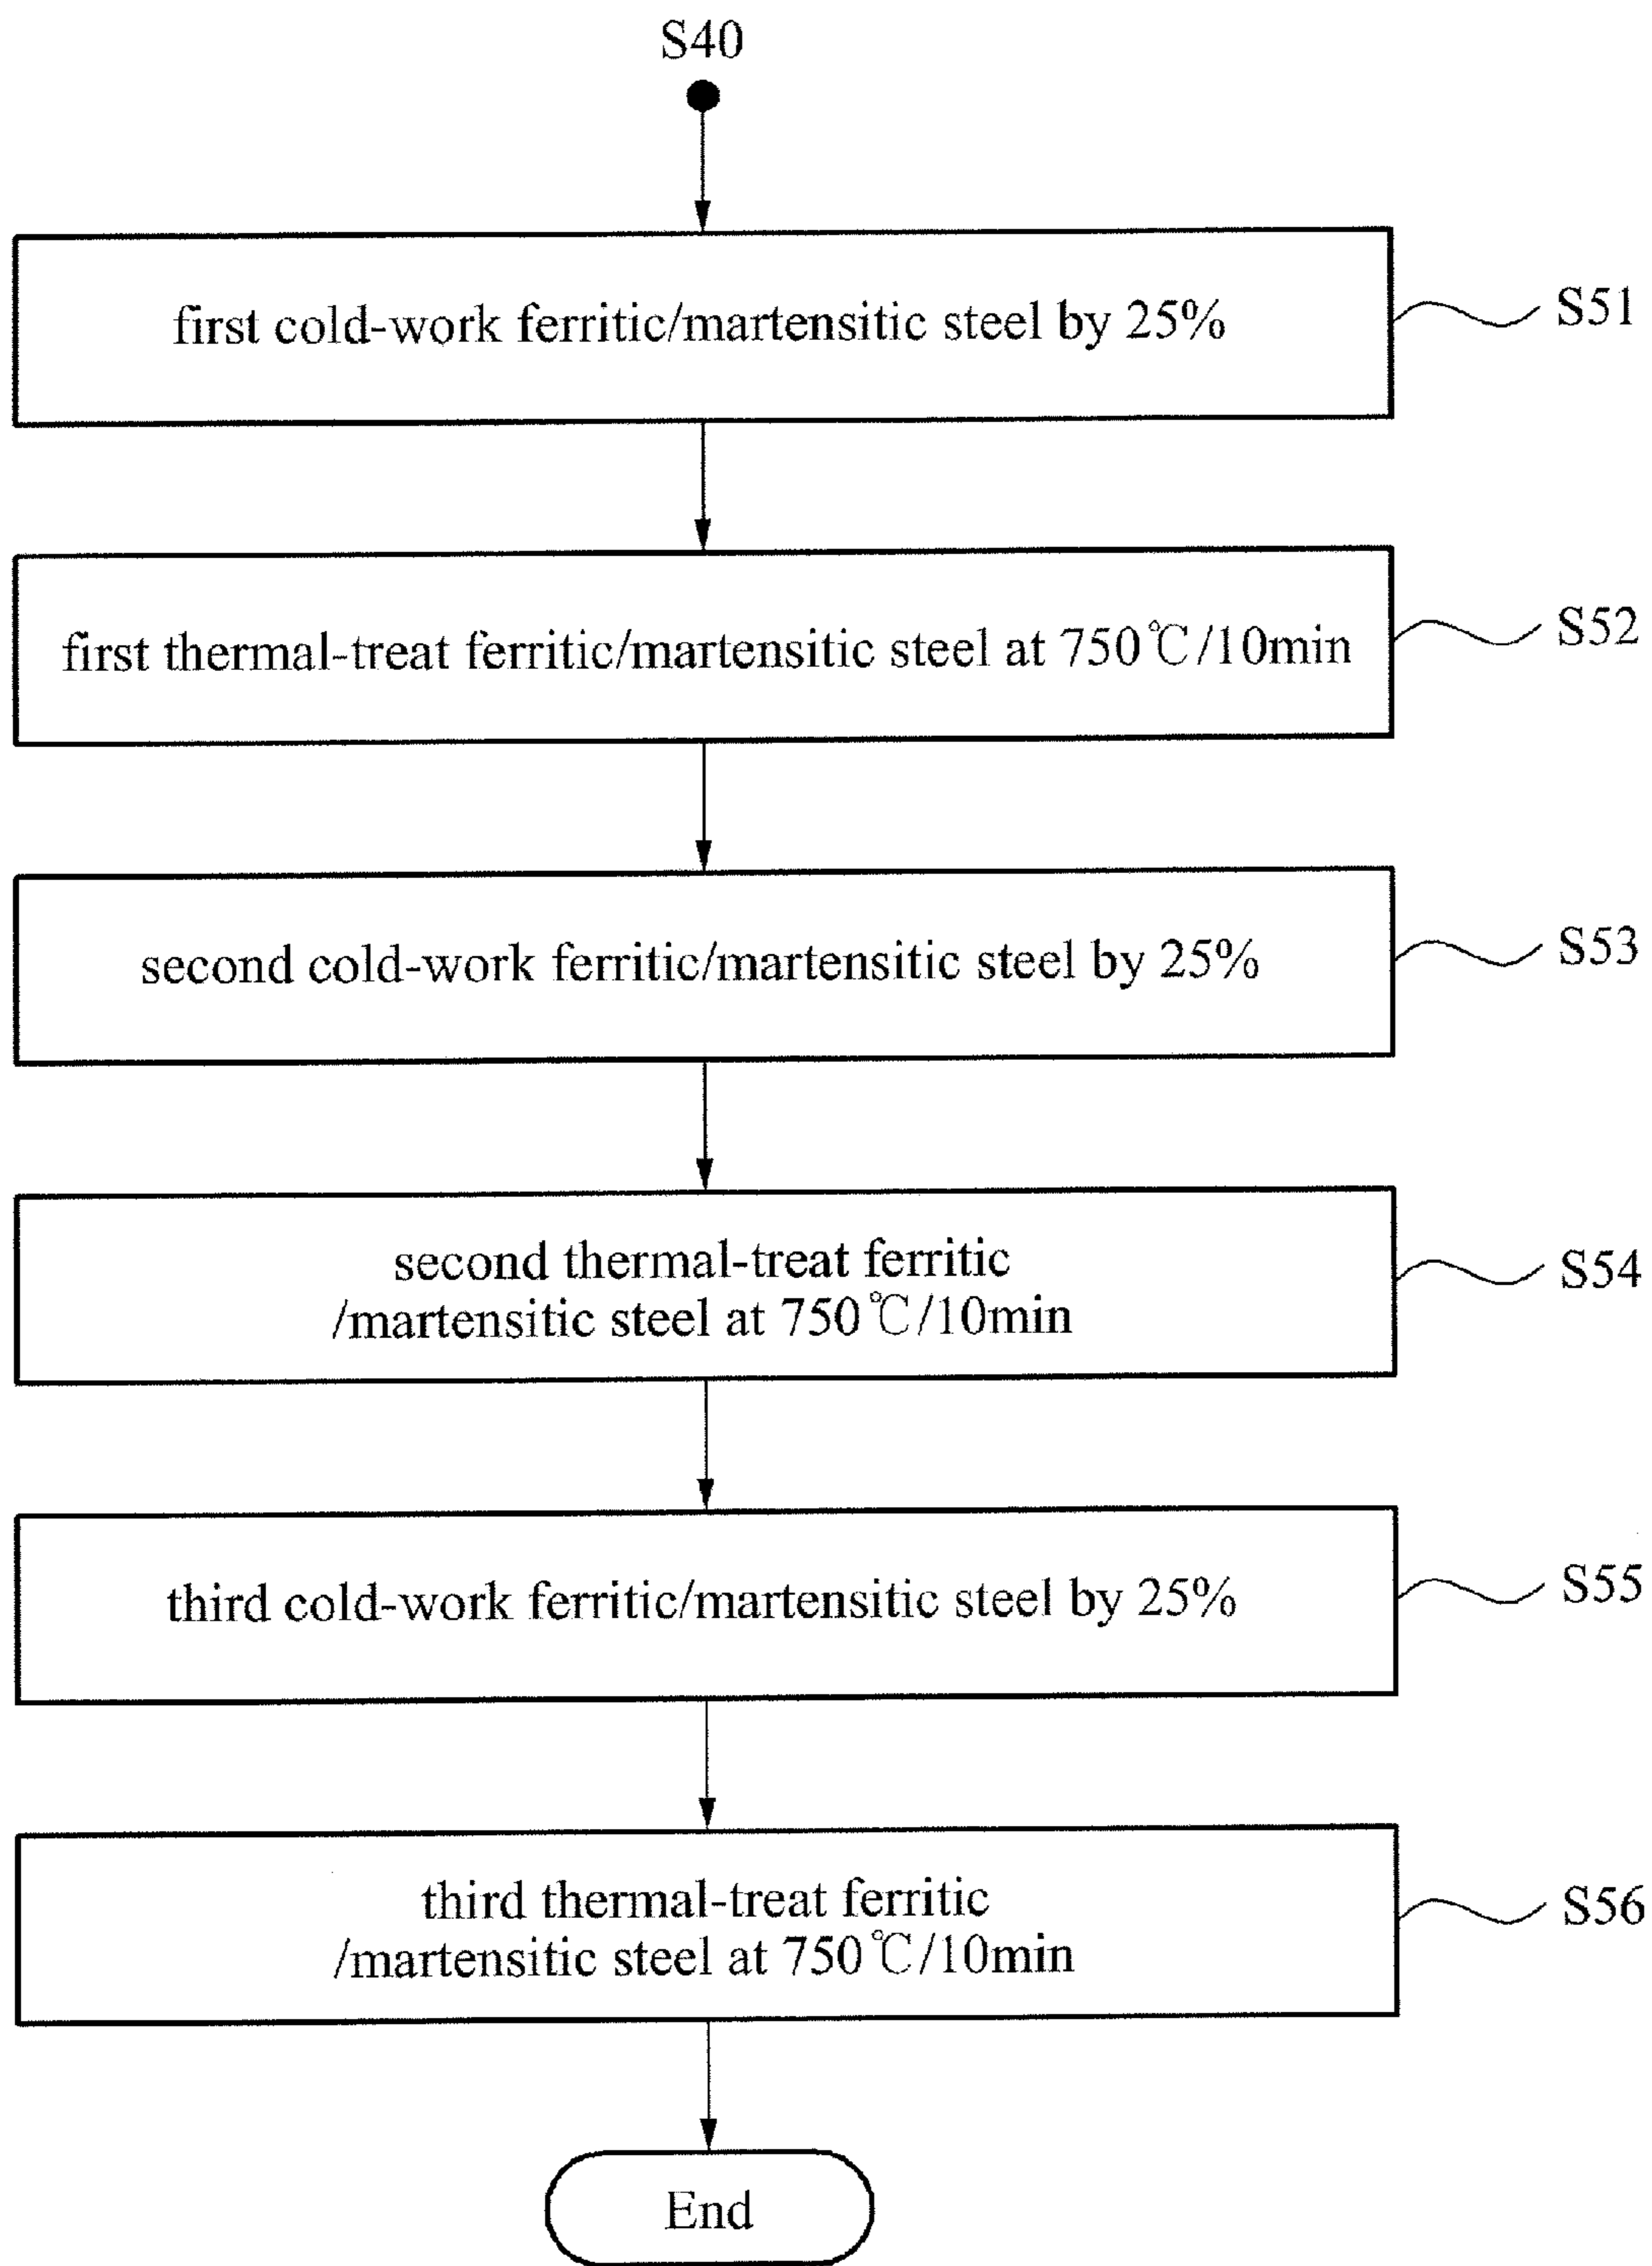 S40
first cold-work ferritic/martensitic steel by 25%
S51
first thermal-treat ferritic/martensitic steel at 750℃/10min
S52
second cold-work ferritic/martensitic steel by 25%
S53
second thermal-treat ferritic
/martensitic steel at 750℃/10min
S54
third cold-work ferritic/martensitic steel by 25%
S55
third thermal-treat ferritic
/martensitic steel at 750℃/10min
S56
End